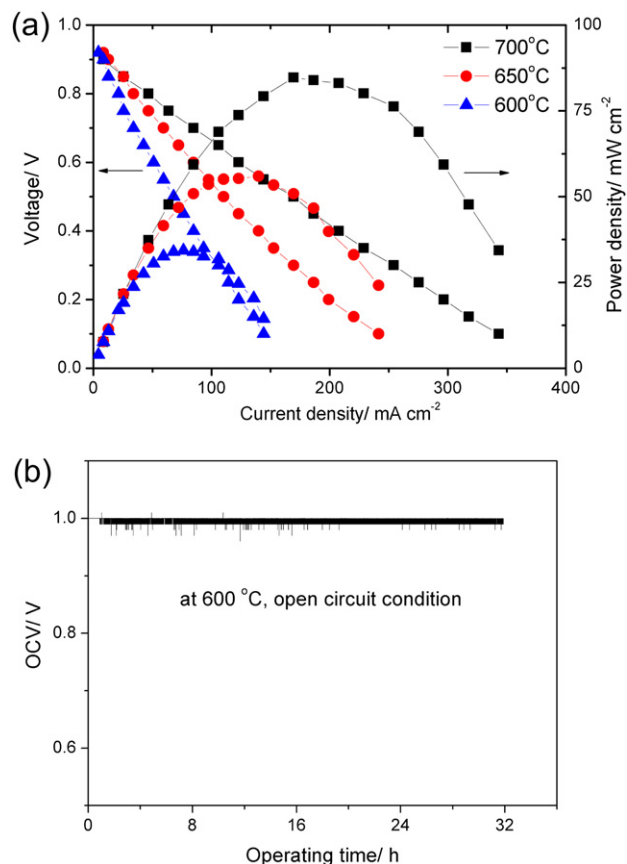 (a)
1.0
0.8
0.6
0.4
0.2
0.0
Voltage/ V
100
75
50
25
0
Power density/ mW cm⁻²
700°C
650°C
600°C
0 100 200 300 400
Current density/ mA cm⁻²
(b)
1.0
0.8
0.6
OCV/ V
at 600 °C, open circuit condition
0 8 16 24 32
Operating time/ h